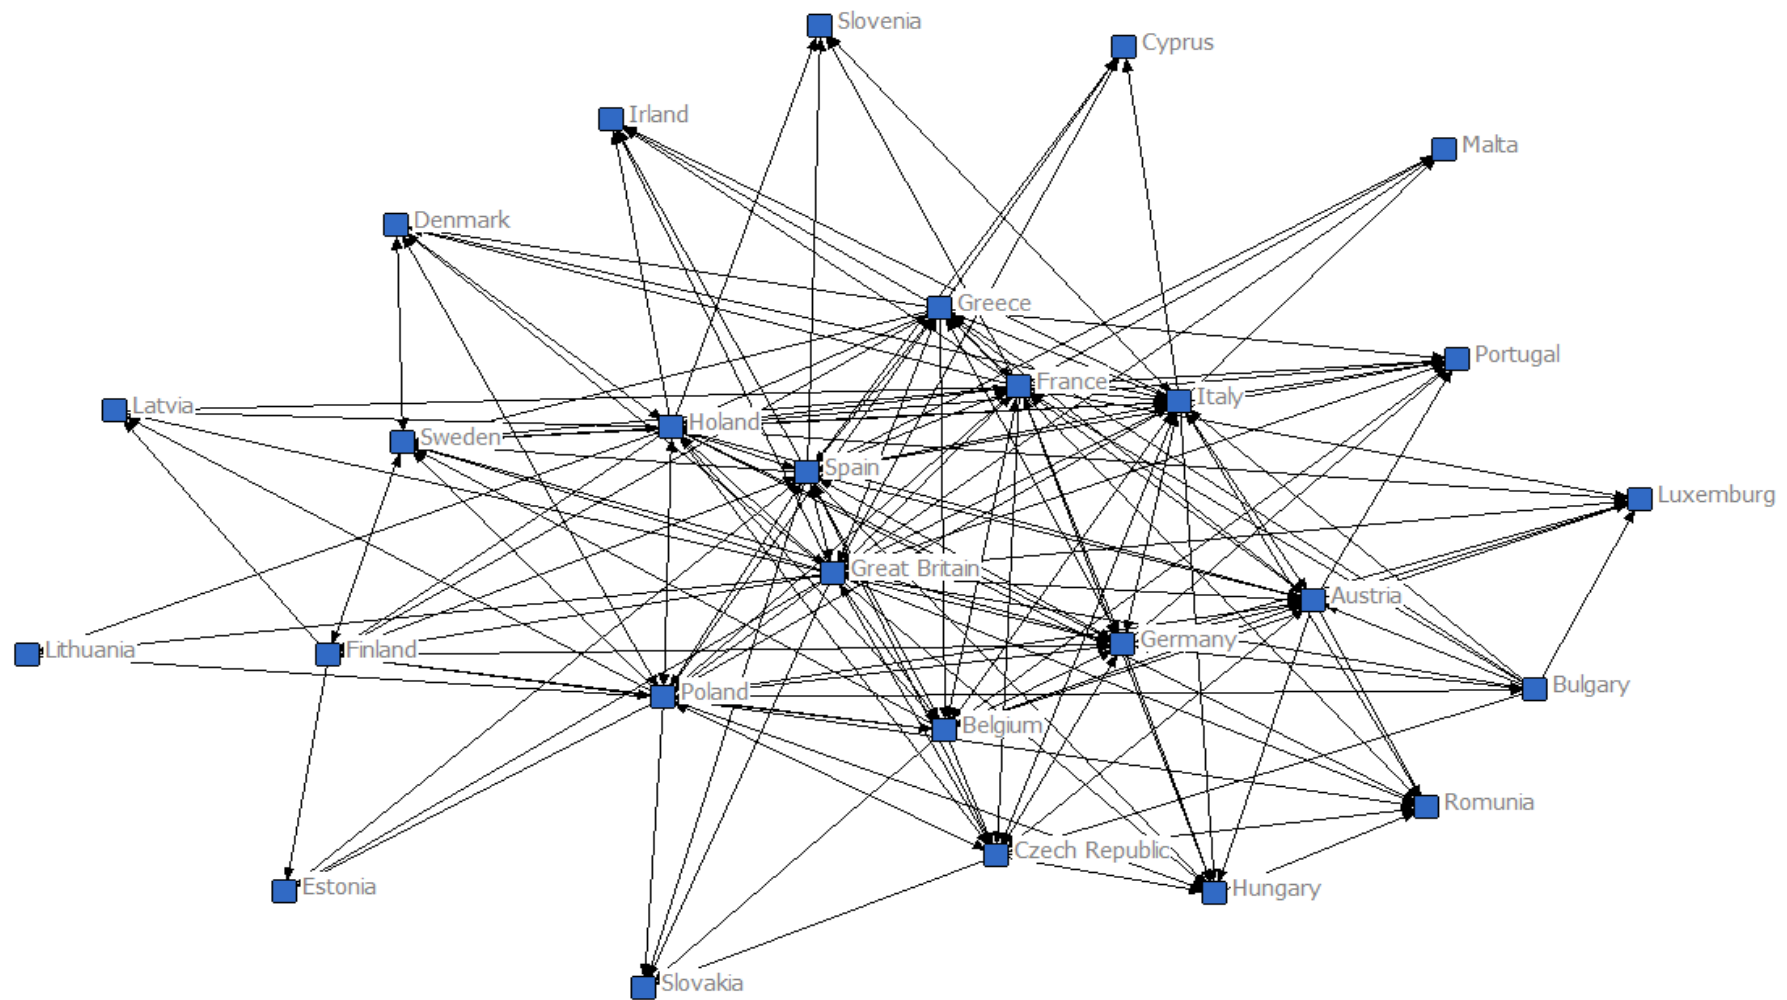 Slovenia
Cyprus
Irland
Malta
Denmark
Greece
Portugal
France
Italy
Latvia
Holand
Sweden
Spain
Luxemburg
Great Britain
Austria
Germany
Lithuania
Finland
Bulgary
Poland
Belgium
Romunia
Czech Republic
Estonia
Hungary
Slovakia